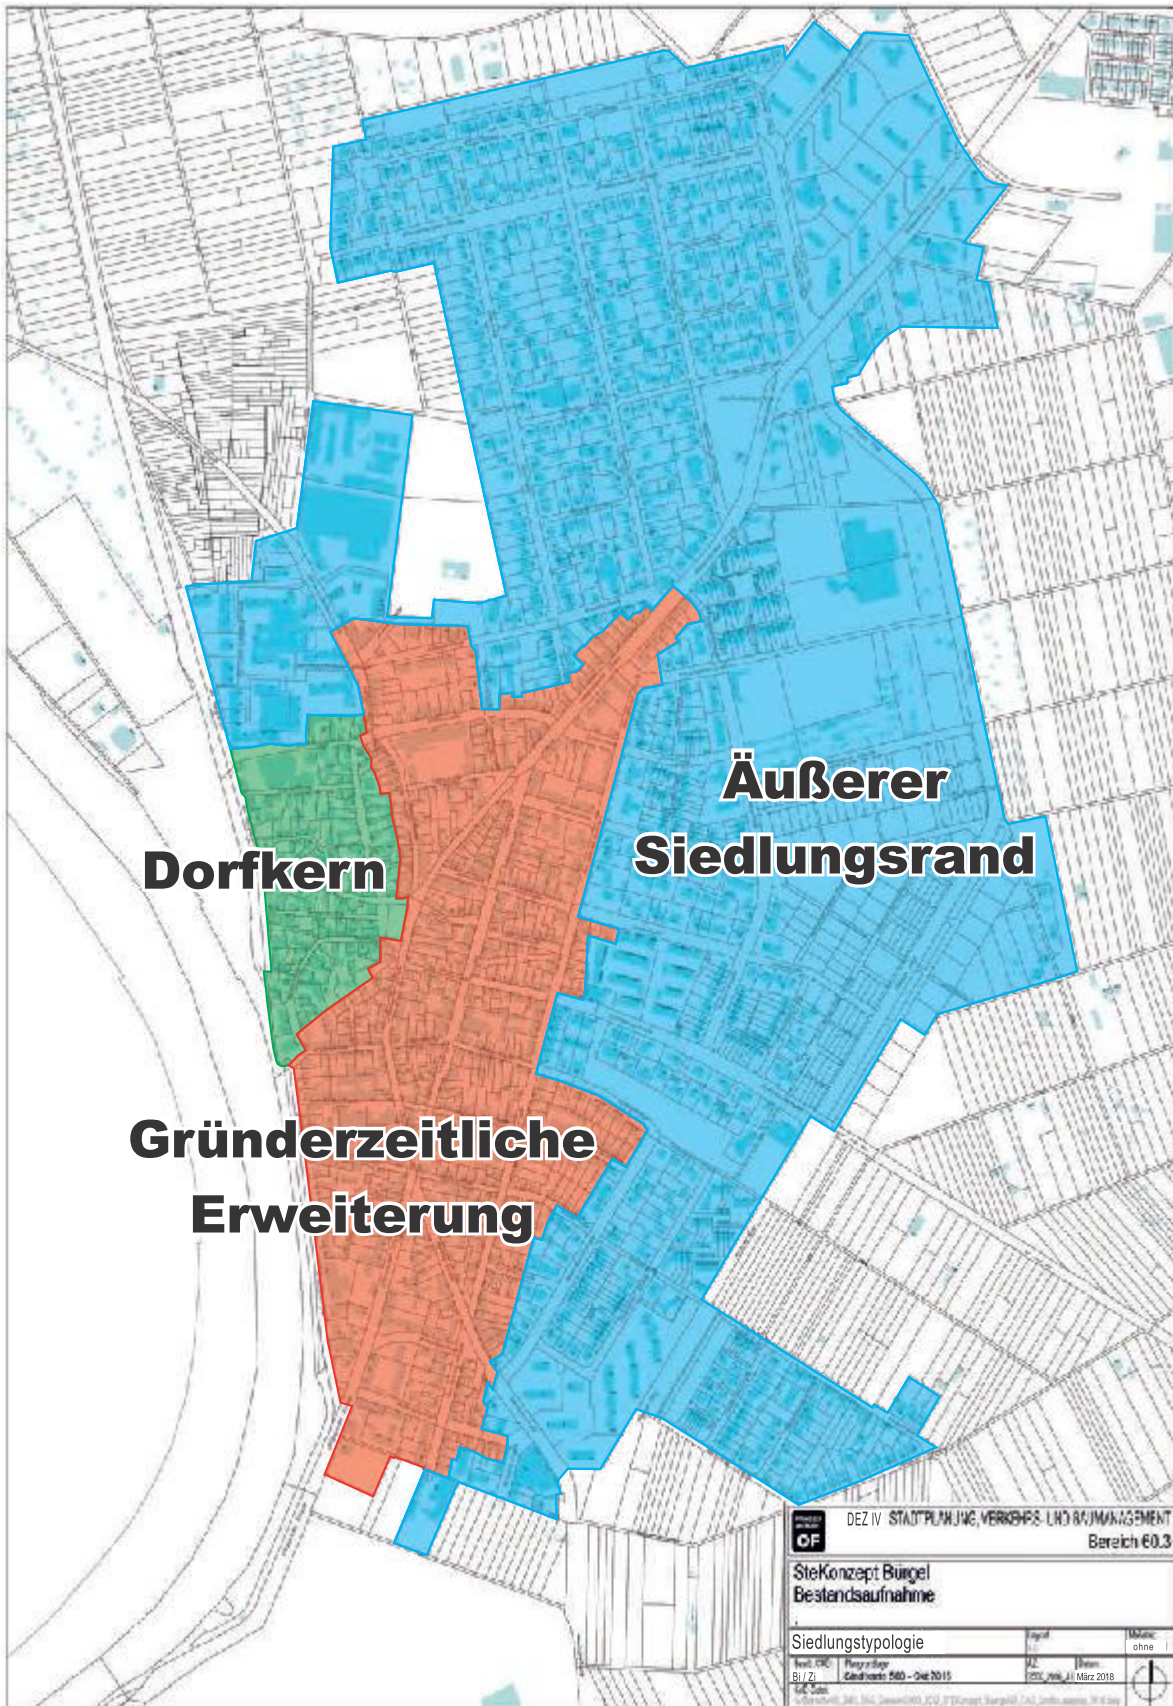 Äußerer
Siedlungsrand
Dorfkern
Gründerzeitliche
Erweiterung
OF
DEZ IV STADTPLANUNG, VERKEHRS- UND BAUMANAGEMENT
Bereich 60.3
SteKonzept Bürgel
Bestandsaufnahme
Siedlungstypologie
ohne
Bi / Zi
März 2018